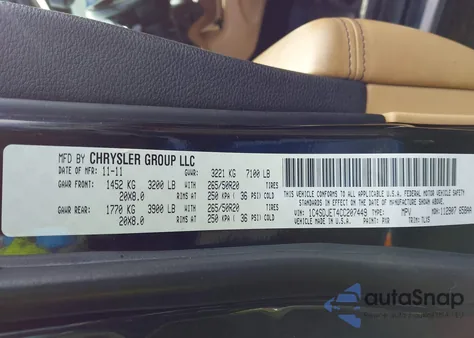 MFD BY CHRYSLER GROUP LLC
DATE OF MFR: 11-11 GVWR: 3221 KG 7100 LB
GAWR FRONT: 1452 KG 3200 LB WITH 265/50R20 TIRES
20X8.0 RIMS AT 250 KPA ( 36 PSI) COLD
GAWR REAR: 1770 KG 3900 LB WITH 265/50R20 TIRES
20X8.0 RIMS AT 250 KPA ( 36 PSI) COLD
THIS VEHICLE CONFORMS TO ALL APPLICABLE U.S.A. FEDERAL MOTOR VEHICLE SAFETY
STANDARDS IN EFFECT ON THE DATE OF MANUFACTURE SHOWN ABOVE.
VIN: 1C4SDJET4CC207449 TYPE: MPV MDH:
VEHICLE MADE IN U.S.A. PAINT: PXR TRIM:
autoSnap